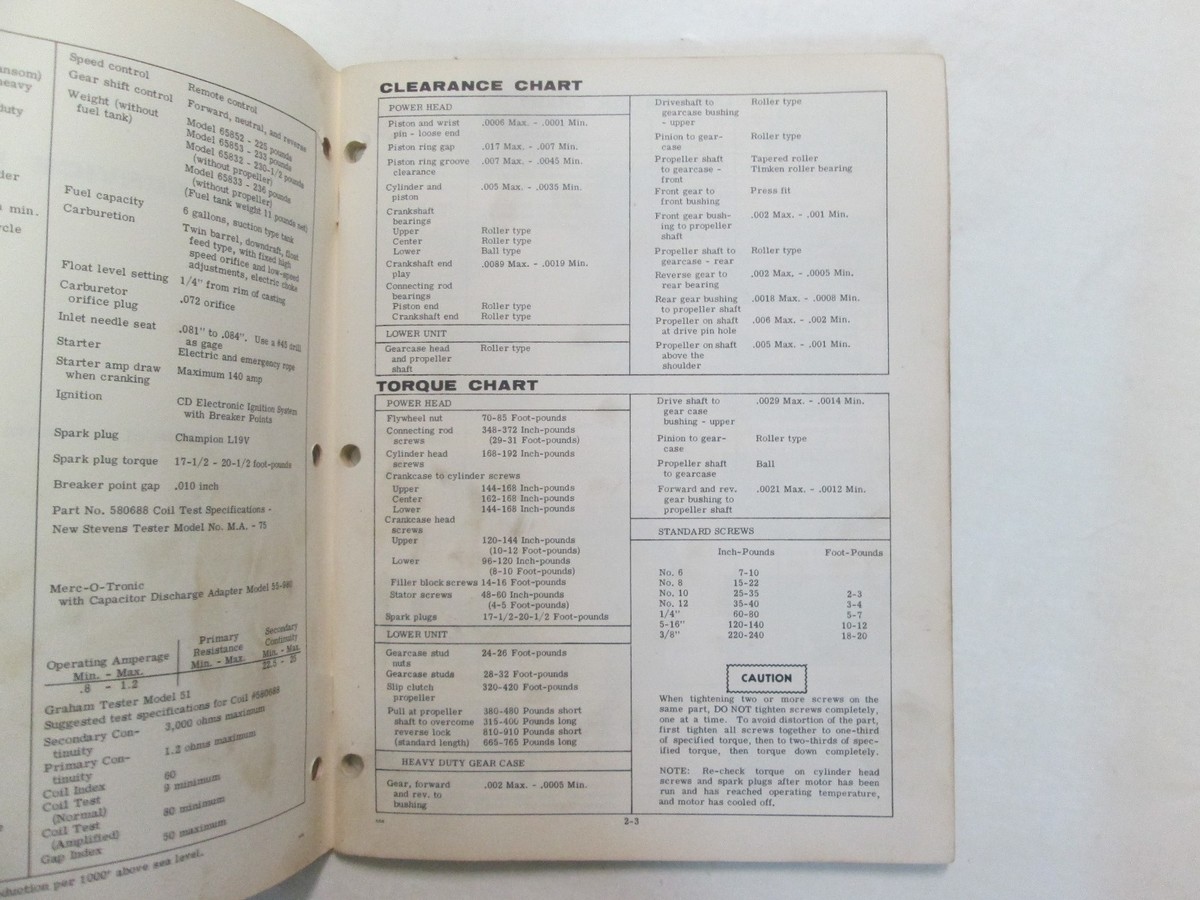 ansom)
heavy
duty
min.
Speed control
Gear shift control Remote control
Weight (without Forward, neutral, and reverse
fuel tank) Model 65852 - 225 pounds
Model 65853 - 233 pounds
Model 65832 - 230-1/2 pounds
(without propeller)
Model 65833 - 236 pounds
(without propeller)
(Fuel tank weight 11 pounds net)
Fuel capacity 6 gallons, suction type tank
Carburetion Twin barrel, downdraft, float
feed type, with fixed high
speed orifice and low-speed
adjustments, electric choke
Float level setting 1/4" from rim of casting
Carburetor
orifice plug .072 orifice
Inlet needle seat .081" to .084". Use a #45 drill
as gage
Starter Electric and emergency rope
Starter amp draw
when cranking Maximum 140 amp
Ignition CD Electronic Ignition System
with Breaker Points
Spark plug Champion L19V
Spark plug torque 17-1/2 - 20-1/2 foot-pounds
Breaker point gap .010 inch
Part No. 580688 Coil Test Specifications -
New Stevens Tester Model No. M.A. - 75
Merc-O-Tronic
with Capacitor Discharge Adapter Model 55-980
Operating Amperage Primary Resistance Secondary Continuity
Min. - Max. Min. - Max. Min. - Max.
.8 - 1.2 22.5 - 25
Graham Tester Model 51
Suggested test specifications for Coil #580688
Secondary Con- 3,000 ohms maximum
tinuity
Primary Con- 1.2 ohms maximum
tinuity
Coil Index 60
Coil Test 9 minimum
(Normal)
Coil Test 80 minimum
(Amplified)
Gap Index 50 maximum
duction per 1000' above sea level.
CLEARANCE CHART
POWER HEAD
Piston and wrist .0006 Max. - .0001 Min.
pin - loose end
Piston ring gap .017 Max. - .007 Min.
Piston ring groove .007 Max. - .0045 Min.
clearance
Cylinder and .005 Max. - .0035 Min.
piston
Crankshaft
bearings
Upper Roller type
Center Roller type
Lower Ball type
Crankshaft end .0089 Max. - .0019 Min.
play
Connecting rod
bearings
Piston end Roller type
Crankshaft end Roller type
LOWER UNIT
Gearcase head Roller type
and propeller
shaft
Driveshaft to Roller type
gearcase bushing
- upper
Pinion to gear- Roller type
case
Propeller shaft Tapered roller
to gearcase - Timken roller bearing
front
Front gear to Press fit
front bushing
Front gear bush- .002 Max. - .001 Min.
ing to propeller
shaft
Propeller shaft to Roller type
gearcase - rear
Reverse gear to .002 Max. - .0005 Min.
rear bearing
Rear gear bushing .0018 Max. - .0008 Min.
to propeller shaft
Propeller on shaft .006 Max. - .002 Min.
at drive pin hole
Propeller on shaft .005 Max. - .001 Min.
above the
shoulder
TORQUE CHART
POWER HEAD
Flywheel nut 70-85 Foot-pounds
Connecting rod 348-372 Inch-pounds
screws (29-31 Foot-pounds)
Cylinder head 168-192 Inch-pounds
screws
Crankcase to cylinder screws
Upper 144-168 Inch-pounds
Center 162-168 Inch-pounds
Lower 144-168 Inch-pounds
Crankcase head
screws
Upper 120-144 Inch-pounds
(10-12 Foot-pounds)
Lower 96-120 Inch-pounds
(8-10 Foot-pounds)
Filler block screws 14-16 Foot-pounds
Stator screws 48-60 Inch-pounds
(4-5 Foot-pounds)
Spark plugs 17-1/2-20-1/2 Foot-pounds
LOWER UNIT
Gearcase stud 24-26 Foot-pounds
nuts
Gearcase studs 28-32 Foot-pounds
Slip clutch 320-420 Foot-pounds
propeller
Pull at propeller 380-480 Pounds short
shaft to overcome 315-400 Pounds long
reverse lock 810-910 Pounds short
(standard length) 665-765 Pounds long
HEAVY DUTY GEAR CASE
Gear, forward .002 Max. - .0005 Min.
and rev. to
bushing
Drive shaft to .0029 Max. - .0014 Min.
gear case
bushing - upper
Pinion to gear- Roller type
case
Propeller shaft Ball
to gearcase
Forward and rev. .0021 Max. - .0012 Min.
gear bushing to
propeller shaft
STANDARD SCREWS
Inch-Pounds Foot-Pounds
No. 6 7-10
No. 8 15-22
No. 10 25-35 2-3
No. 12 35-40 3-4
1/4" 60-80 5-7
5-16" 120-140 10-12
3/8" 220-240 18-20
CAUTION
When tightening two or more screws on the
same part, DO NOT tighten screws completely,
one at a time. To avoid distortion of the part,
first tighten all screws together to one-third
of specified torque, then to two-thirds of spec-
ified torque, then torque down completely.
NOTE: Re-check torque on cylinder head
screws and spark plugs after motor has been
run and has reached operating temperature,
and motor has cooled off.
2-3